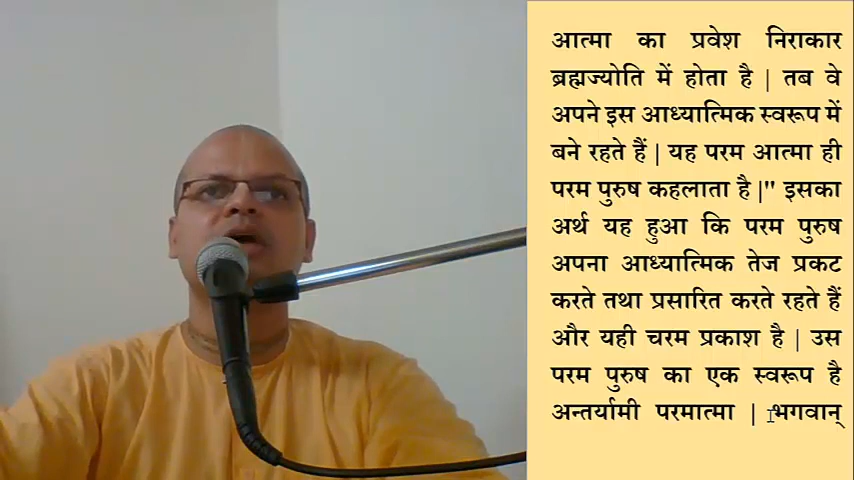 आत्मा का प्रवेश निराकार
ब्रह्मज्योति में होता है | तब वे
अपने इस आध्यात्मिक स्वरूप में
बने रहते हैं | यह परम आत्मा ही
परम पुरुष कहलाता है |" इसका
अर्थ यह हुआ कि परम पुरुष
अपना आध्यात्मिक तेज प्रकट
करते तथा प्रसारित करते रहते हैं
और यही चरम प्रकाश है | उस
परम पुरुष का एक स्वरूप है
अन्तर्यामी परमात्मा | भगवान्